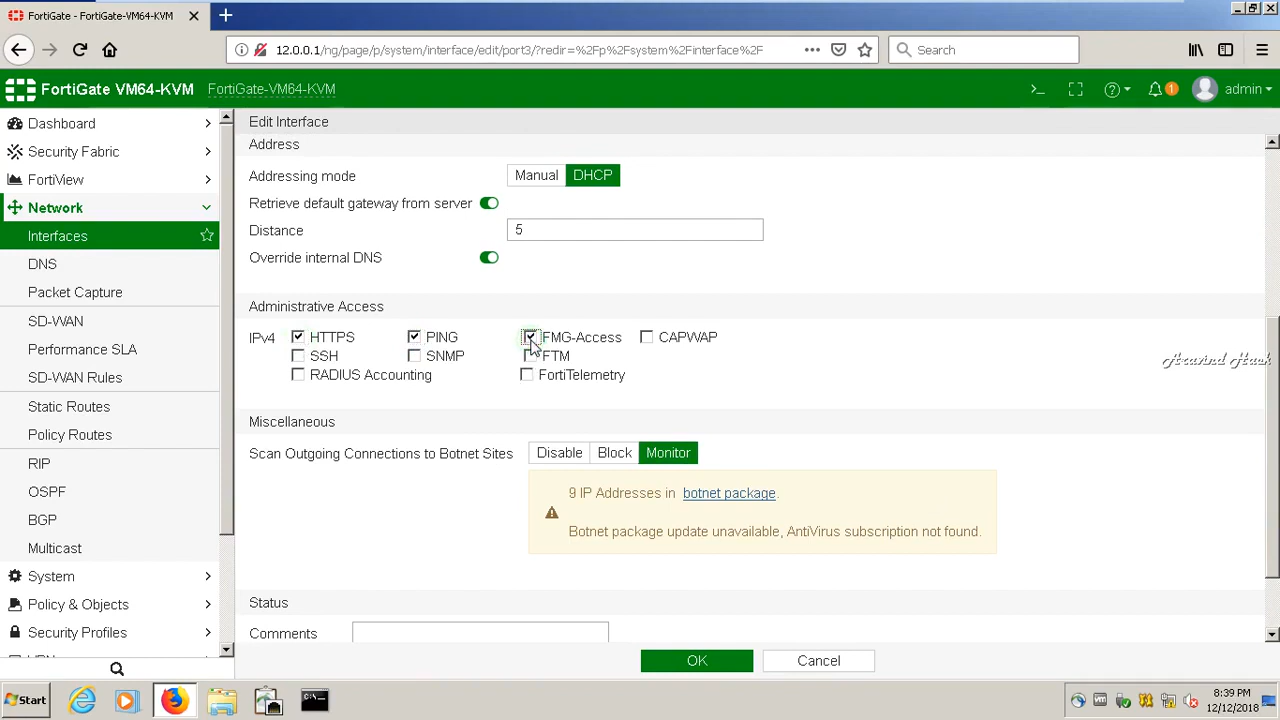 FortiGate - FortiGate-VM64-KVM
12.0.0.1/ng/page/p/system/interface/edit/port3/?redir=%2Fp%2Fsystem%2Finterface%2F
Search
FortiGate VM64-KVM
FortiGate-VM64-KVM
1
admin
Dashboard
Security Fabric
FortiView
Network
Interfaces
DNS
Packet Capture
SD-WAN
Performance SLA
SD-WAN Rules
Static Routes
Policy Routes
RIP
OSPF
BGP
Multicast
System
Policy & Objects
Security Profiles
Edit Interface
Address
Addressing mode Manual DHCP
Retrieve default gateway from server
Distance 5
Override internal DNS
Administrative Access
IPv4 HTTPS PING FMG-Access CAPWAP
SSH SNMP FTM
RADIUS Accounting FortiTelemetry
Miscellaneous
Scan Outgoing Connections to Botnet Sites Disable Block Monitor
9 IP Addresses in botnet package.
Botnet package update unavailable, AntiVirus subscription not found.
Status
Comments
OK Cancel
Aravind Hack
Start
8:39 PM
12/12/2018